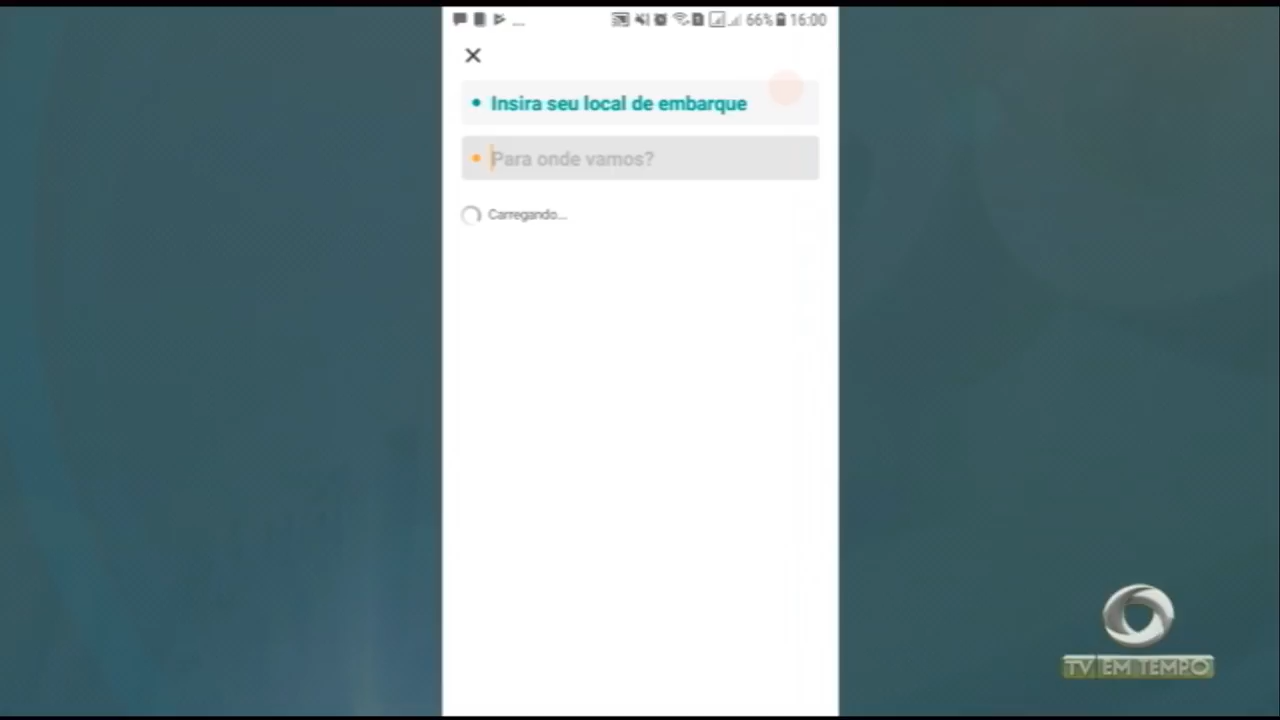 ... 66% 16:00
Insira seu local de embarque
Para onde vamos?
Carregando...
TV EM TEMPO